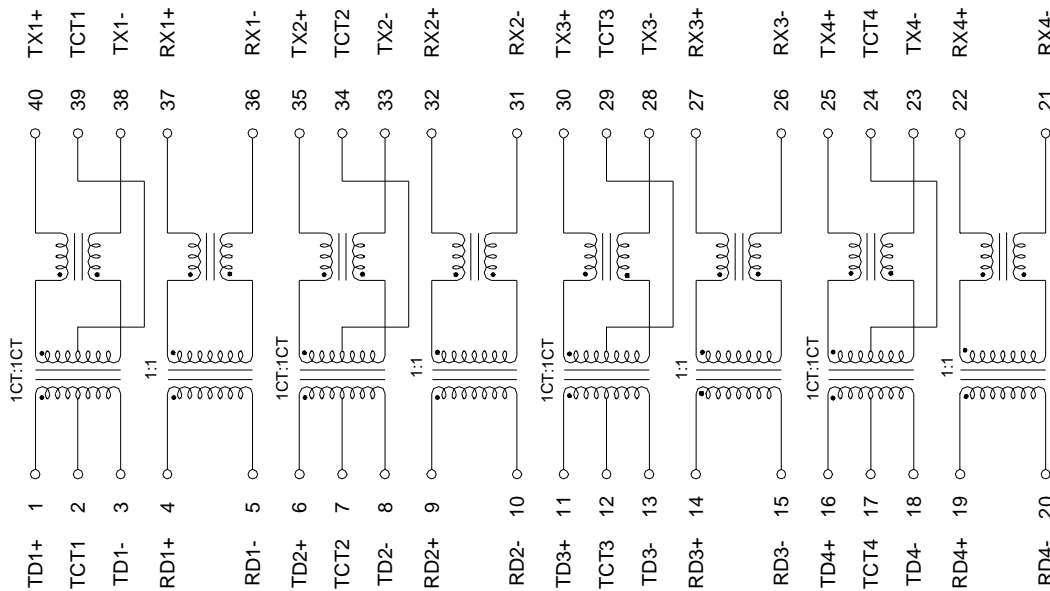 TX1+ TCT1 TX1- RX1+ RX1- TX2+ TCT2 TX2- RX2+ RX2- TX3+ TCT3 TX3- RX3+ RX3- TX4+ TCT4 TX4- RX4+ RX4-
40 39 38 37 36 35 34 33 32 31 30 29 28 27 26 25 24 23 22 21
1CT:1CT 1:1 1CT:1CT 1:1 1CT:1CT 1:1 1CT:1CT 1:1
1 2 3 4 5 6 7 8 9 10 11 12 13 14 15 16 17 18 19 20
TD1+ TCT1 TD1- RD1+ RD1- TD2+ TCT2 TD2- RD2+ RD2- TD3+ TCT3 TD3- RD3+ RD3- TD4+ TCT4 TD4- RD4+ RD4-